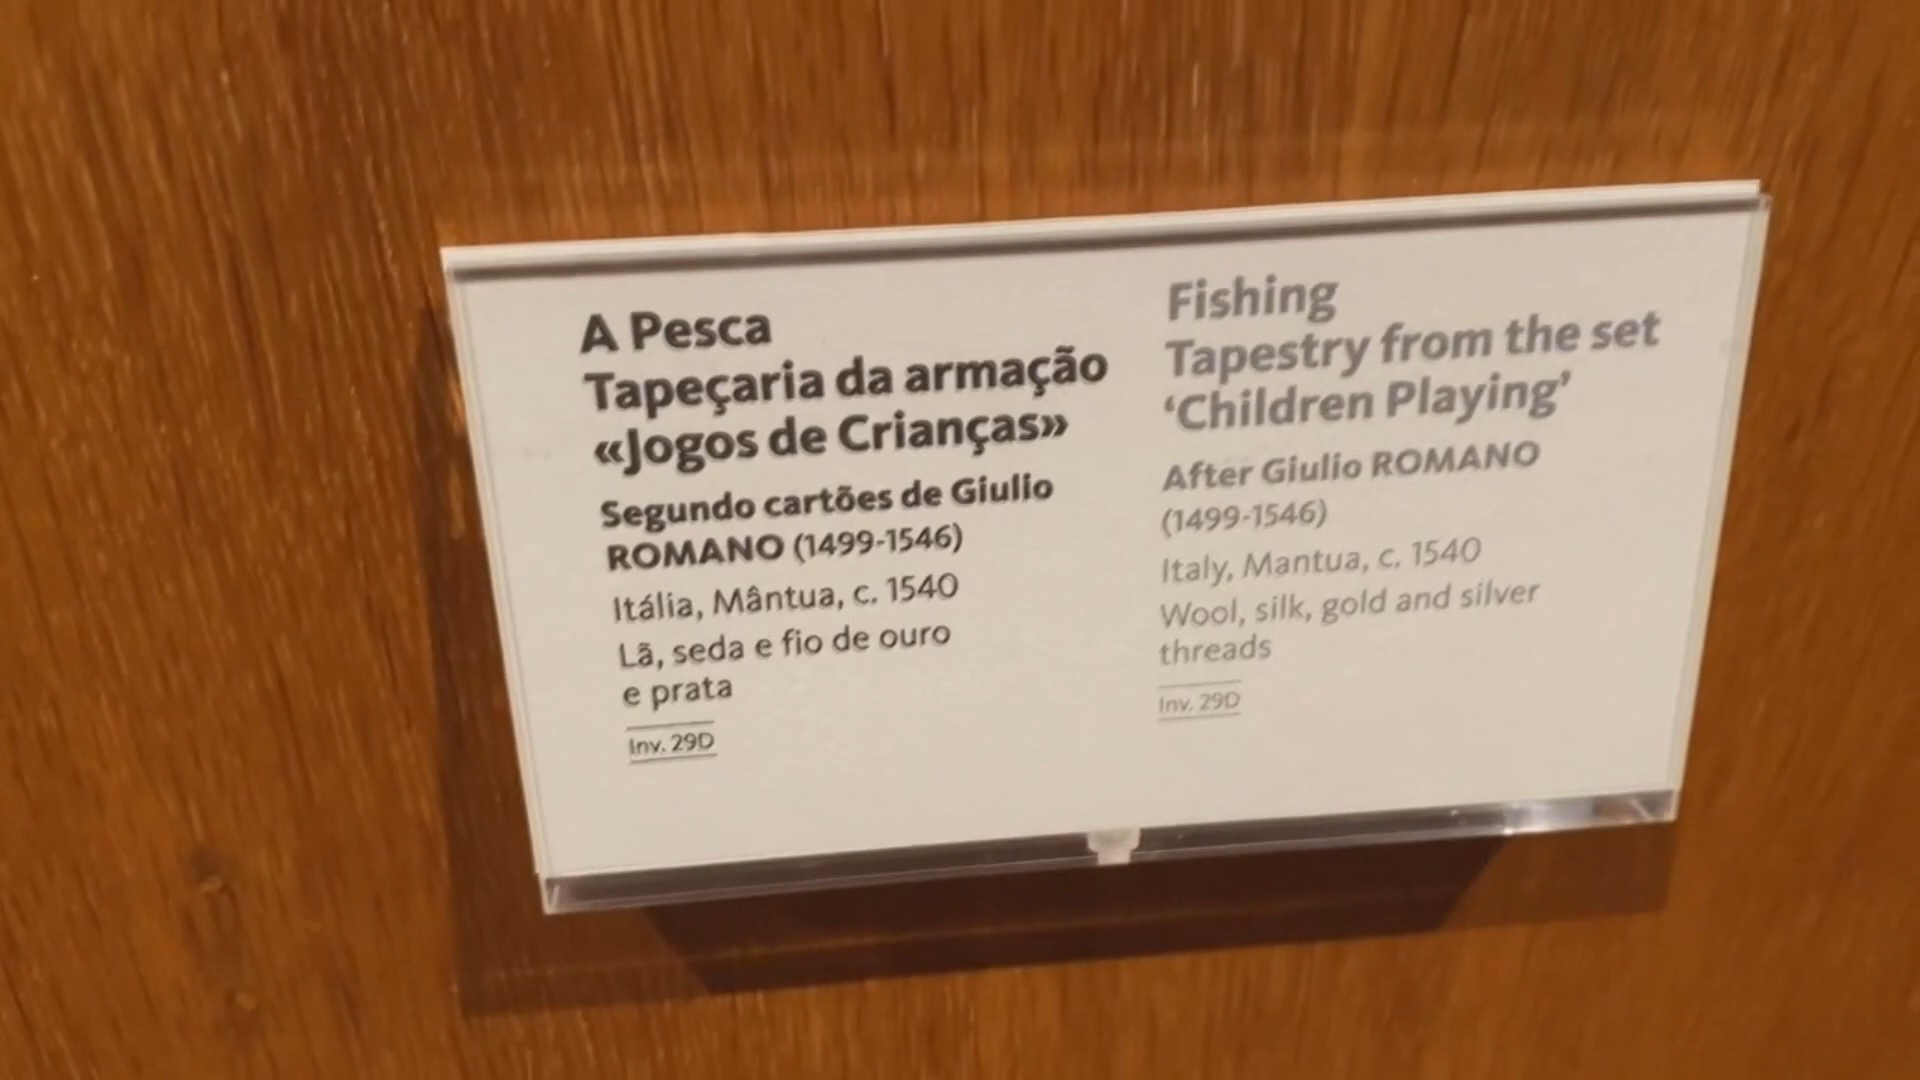 A Pesca
Tapeçaria da armação
«Jogos de Crianças»
Segundo cartões de Giulio
ROMANO (1499-1546)
Itália, Mântua, c. 1540
Lã, seda e fio de ouro
e prata
Inv. 29D
Fishing
Tapestry from the set
‘Children Playing’
After Giulio ROMANO
(1499-1546)
Italy, Mantua, c. 1540
Wool, silk, gold and silver
threads
Inv. 29D